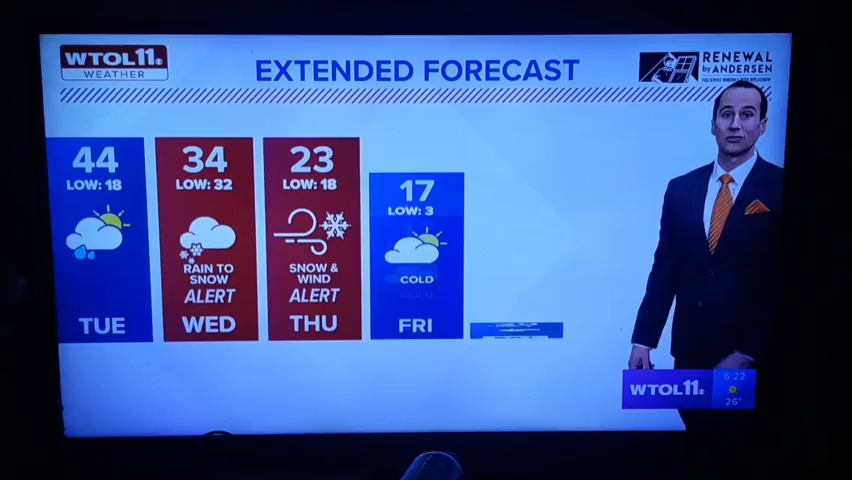 WTOL11
WEATHER
EXTENDED FORECAST
RENEWAL
by ANDERSEN
44
LOW: 18
TUE
34
LOW: 32
RAIN TO
SNOW
ALERT
WED
23
LOW: 18
SNOW &
WIND
ALERT
THU
17
LOW: 3
COLD
FRI
WTOL11
6:22
26°